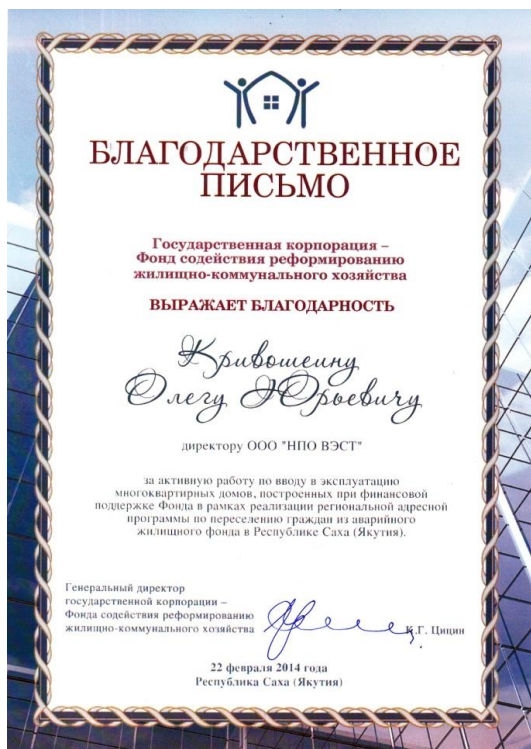 БЛАГОДАРСТВЕННОЕ
ПИСЬМО
Государственная корпорация –
Фонд содействия реформированию
жилищно-коммунального хозяйства
ВЫРАЖАЕТ БЛАГОДАРНОСТЬ
Кривошеину
Олегу Юрьевичу
директору ООО "НПО ВЭСТ"
за активную работу по вводу в эксплуатацию
многоквартирных домов, построенных при финансовой
поддержке Фонда в рамках реализации региональной адресной
программы по переселению граждан из аварийного
жилищного фонда в Республике Саха (Якутия).
Генеральный директор
государственной корпорации –
Фонда содействия реформированию
жилищно-коммунального хозяйства К.Г. Цицин
22 февраля 2014 года
Республика Саха (Якутия)